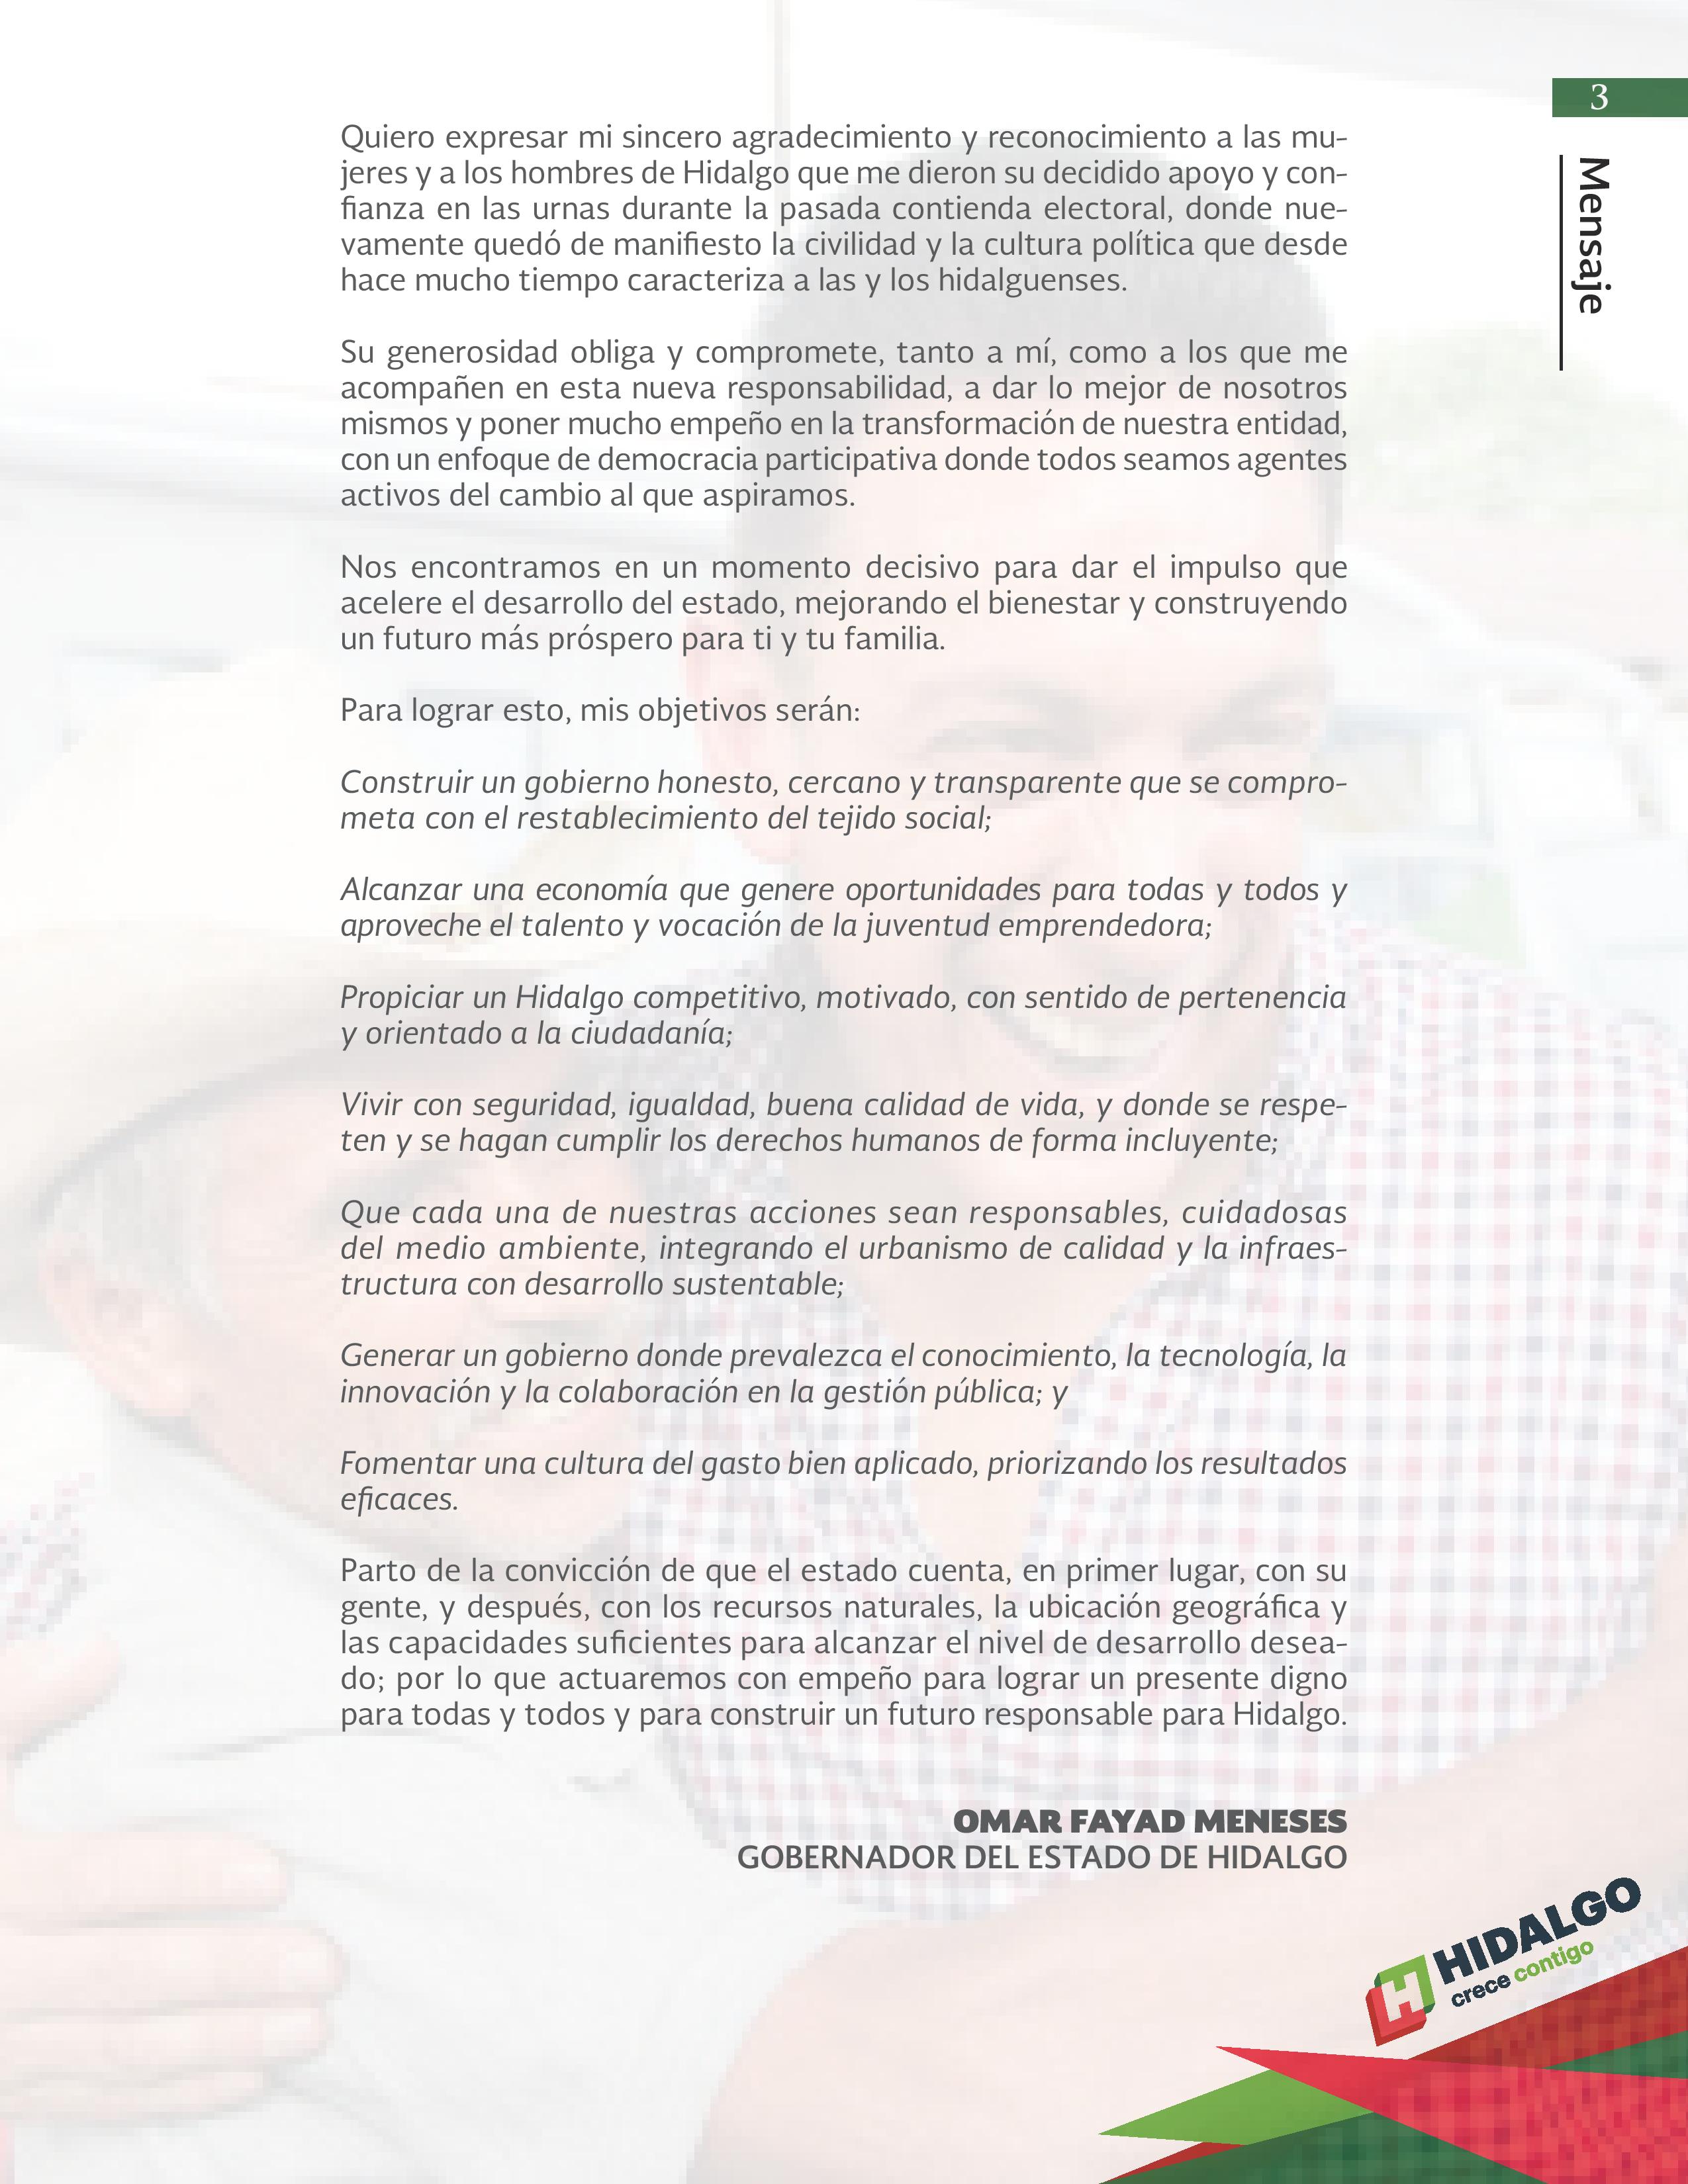 3
Mensaje
Quiero expresar mi sincero agradecimiento y reconocimiento a las mu-
jeres y a los hombres de Hidalgo que me dieron su decidido apoyo y con-
fianza en las urnas durante la pasada contienda electoral, donde nue-
vamente quedó de manifiesto la civilidad y la cultura política que desde
hace mucho tiempo caracteriza a las y los hidalguenses.
Su generosidad obliga y compromete, tanto a mí, como a los que me
acompañen en esta nueva responsabilidad, a dar lo mejor de nosotros
mismos y poner mucho empeño en la transformación de nuestra entidad,
con un enfoque de democracia participativa donde todos seamos agentes
activos del cambio al que aspiramos.
Nos encontramos en un momento decisivo para dar el impulso que
acelere el desarrollo del estado, mejorando el bienestar y construyendo
un futuro más próspero para ti y tu familia.
Para lograr esto, mis objetivos serán:
Construir un gobierno honesto, cercano y transparente que se compro-
meta con el restablecimiento del tejido social;
Alcanzar una economía que genere oportunidades para todas y todos y
aproveche el talento y vocación de la juventud emprendedora;
Propiciar un Hidalgo competitivo, motivado, con sentido de pertenencia
y orientado a la ciudadanía;
Vivir con seguridad, igualdad, buena calidad de vida, y donde se respe-
ten y se hagan cumplir los derechos humanos de forma incluyente;
Que cada una de nuestras acciones sean responsables, cuidadosas
del medio ambiente, integrando el urbanismo de calidad y la infraes-
tructura con desarrollo sustentable;
Generar un gobierno donde prevalezca el conocimiento, la tecnología, la
innovación y la colaboración en la gestión pública; y
Fomentar una cultura del gasto bien aplicado, priorizando los resultados
eficaces.
Parto de la convicción de que el estado cuenta, en primer lugar, con su
gente, y después, con los recursos naturales, la ubicación geográfica y
las capacidades suficientes para alcanzar el nivel de desarrollo desea-
do; por lo que actuaremos con empeño para lograr un presente digno
para todas y todos y para construir un futuro responsable para Hidalgo.
OMAR FAYAD MENESES
GOBERNADOR DEL ESTADO DE HIDALGO
H HIDALGO
crece contigo